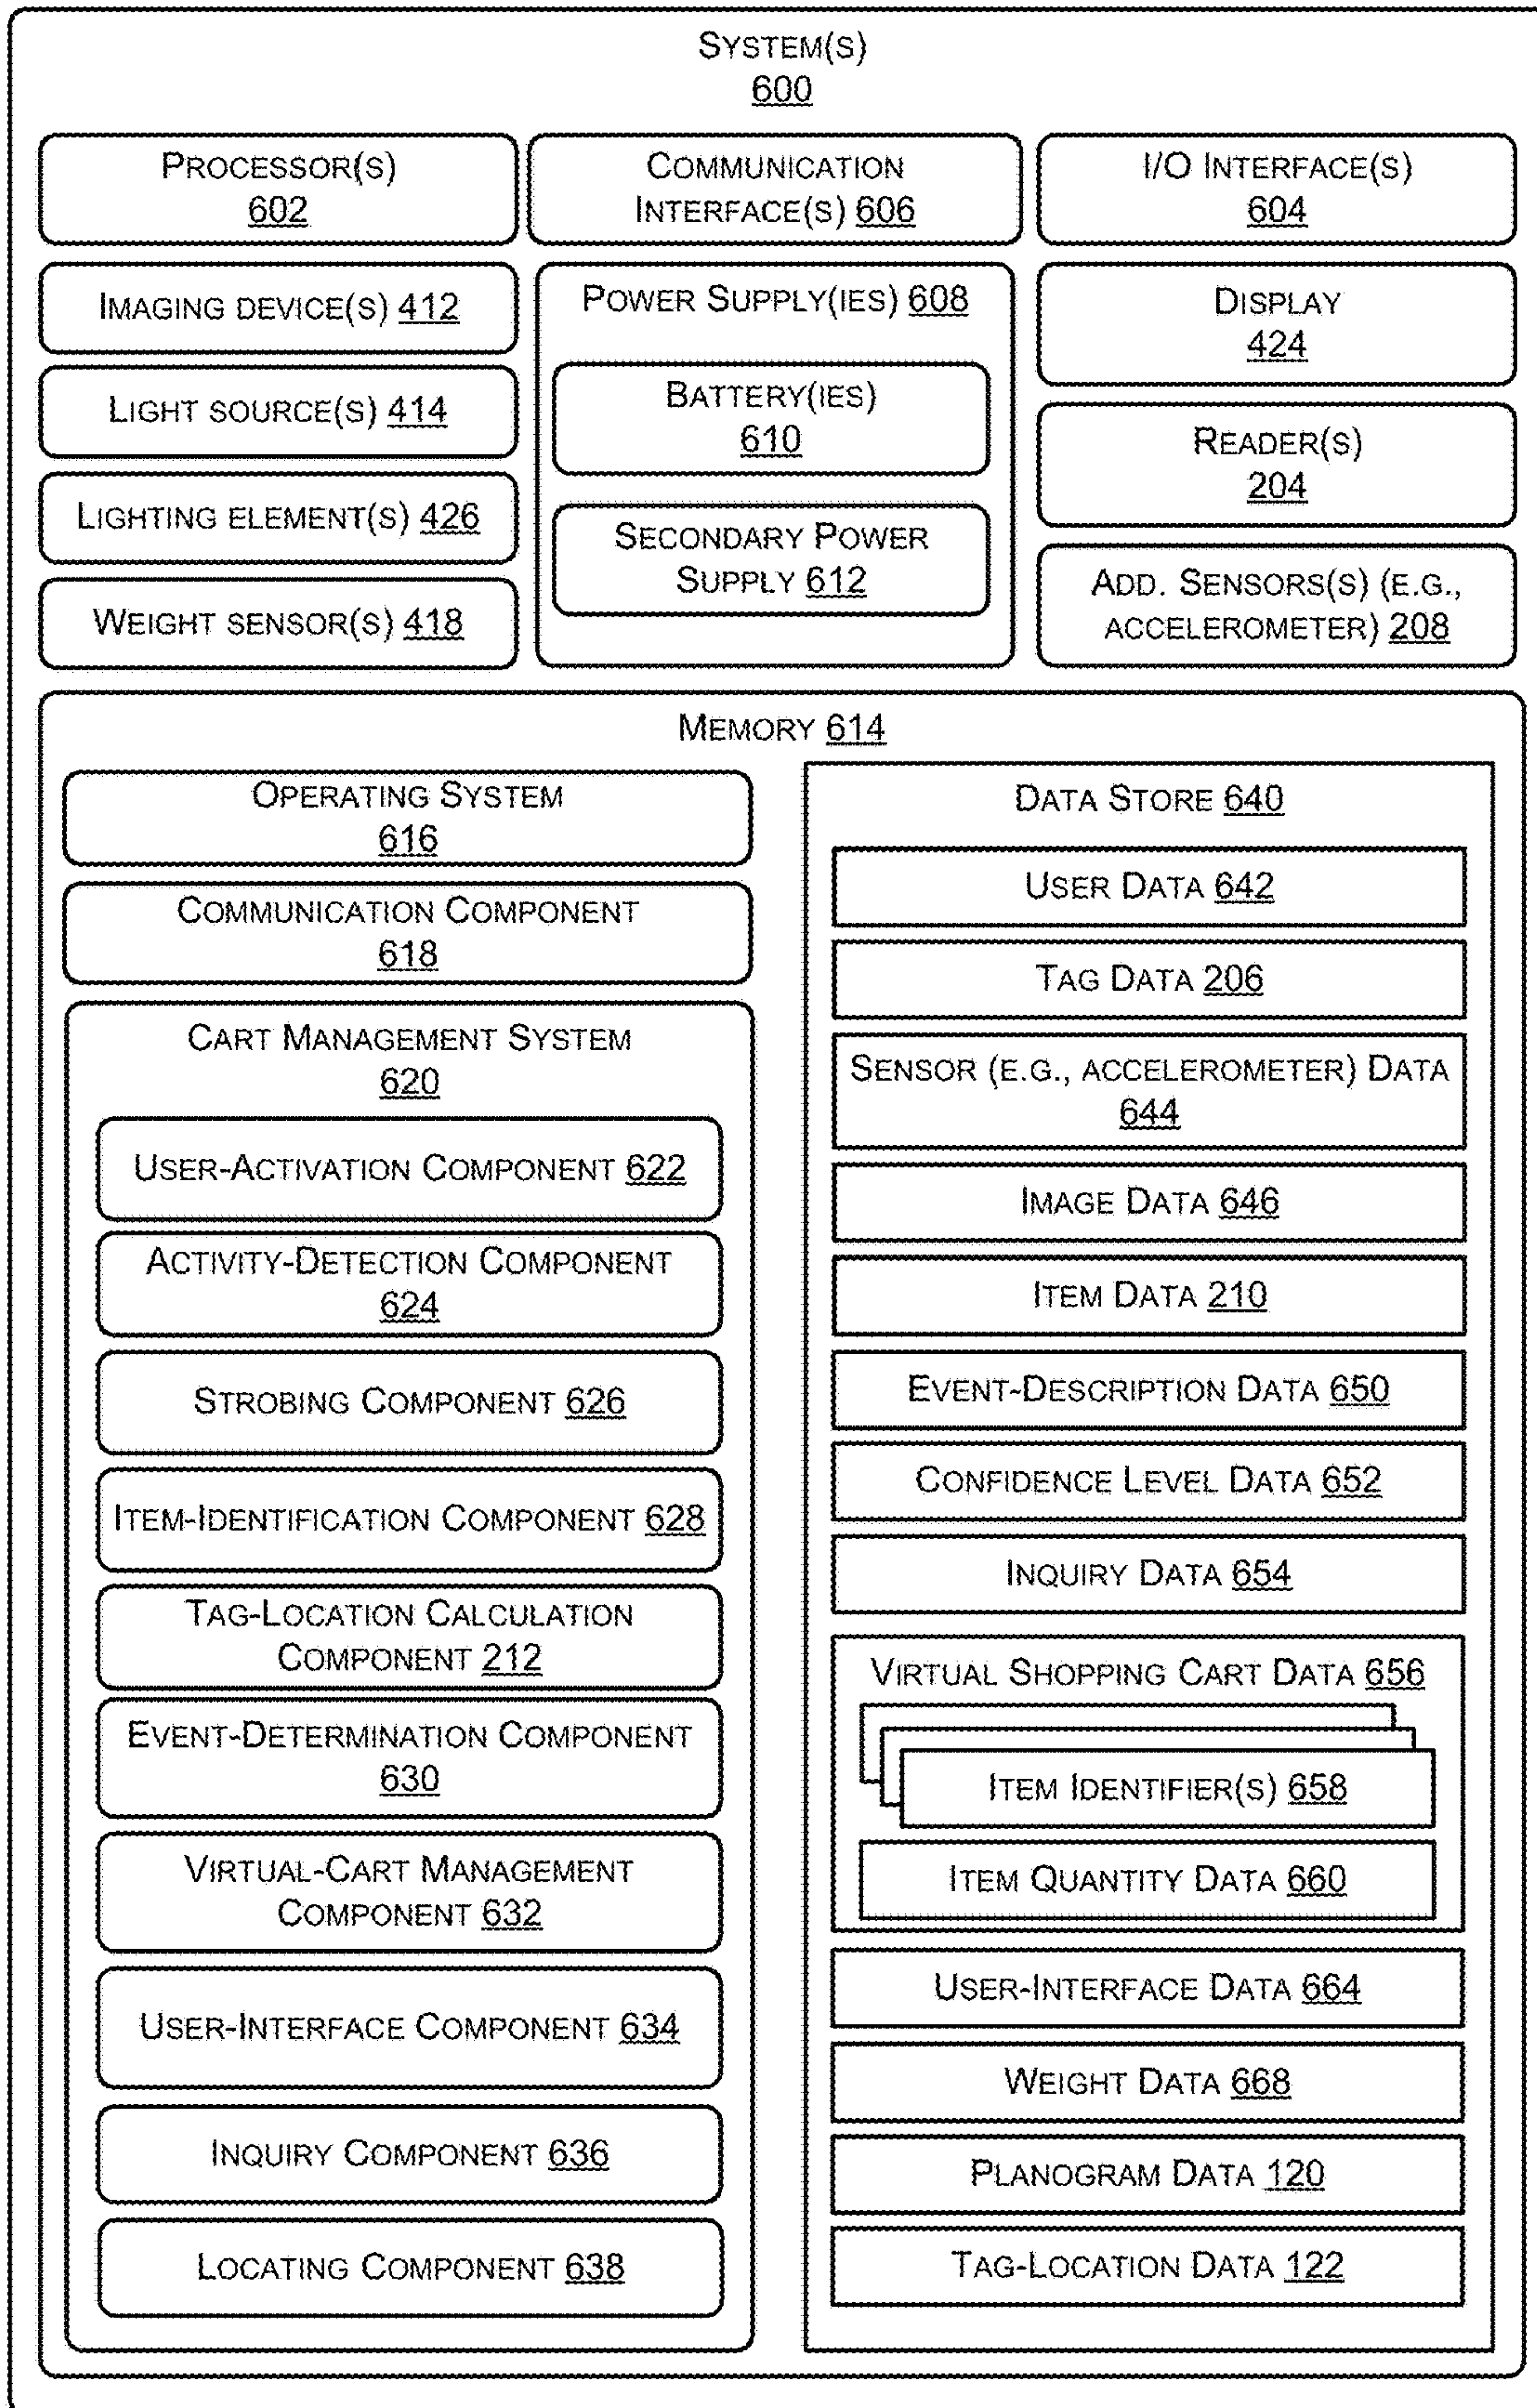 SYSTEM(S)
600
PROCESSOR(S)
602
COMMUNICATION
INTERFACE(S) 606
I/O INTERFACE(S)
604
IMAGING DEVICE(S) 412
LIGHT SOURCE(S) 414
LIGHTING ELEMENT(S) 426
WEIGHT SENSOR(S) 418
POWER SUPPLY(IES) 608
BATTERY(IES)
610
SECONDARY POWER
SUPPLY 612
DISPLAY
424
READER(S)
204
ADD. SENSORS(S) (E.G.,
ACCELEROMETER) 208
MEMORY 614
OPERATING SYSTEM
616
COMMUNICATION COMPONENT
618
CART MANAGEMENT SYSTEM
620
USER-ACTIVATION COMPONENT 622
ACTIVITY-DETECTION COMPONENT
624
STROBING COMPONENT 626
ITEM-IDENTIFICATION COMPONENT 628
TAG-LOCATION CALCULATION
COMPONENT 212
EVENT-DETERMINATION COMPONENT
630
VIRTUAL-CART MANAGEMENT
COMPONENT 632
USER-INTERFACE COMPONENT 634
INQUIRY COMPONENT 636
LOCATING COMPONENT 638
DATA STORE 640
USER DATA 642
TAG DATA 206
SENSOR (E.G., ACCELEROMETER) DATA
644
IMAGE DATA 646
ITEM DATA 210
EVENT-DESCRIPTION DATA 650
CONFIDENCE LEVEL DATA 652
INQUIRY DATA 654
VIRTUAL SHOPPING CART DATA 656
ITEM IDENTIFIER(S) 658
ITEM QUANTITY DATA 660
USER-INTERFACE DATA 664
WEIGHT DATA 668
PLANOGRAM DATA 120
TAG-LOCATION DATA 122